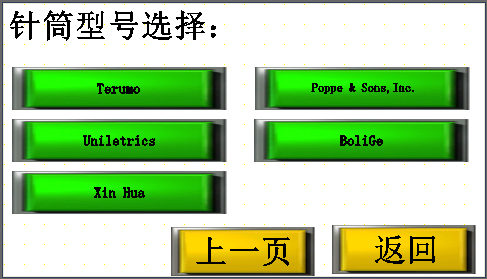 针筒型号选择：
Terumo
Poppe & Sons,Inc.
Uniletrics
BoliGe
Xin Hua
上一页
返回